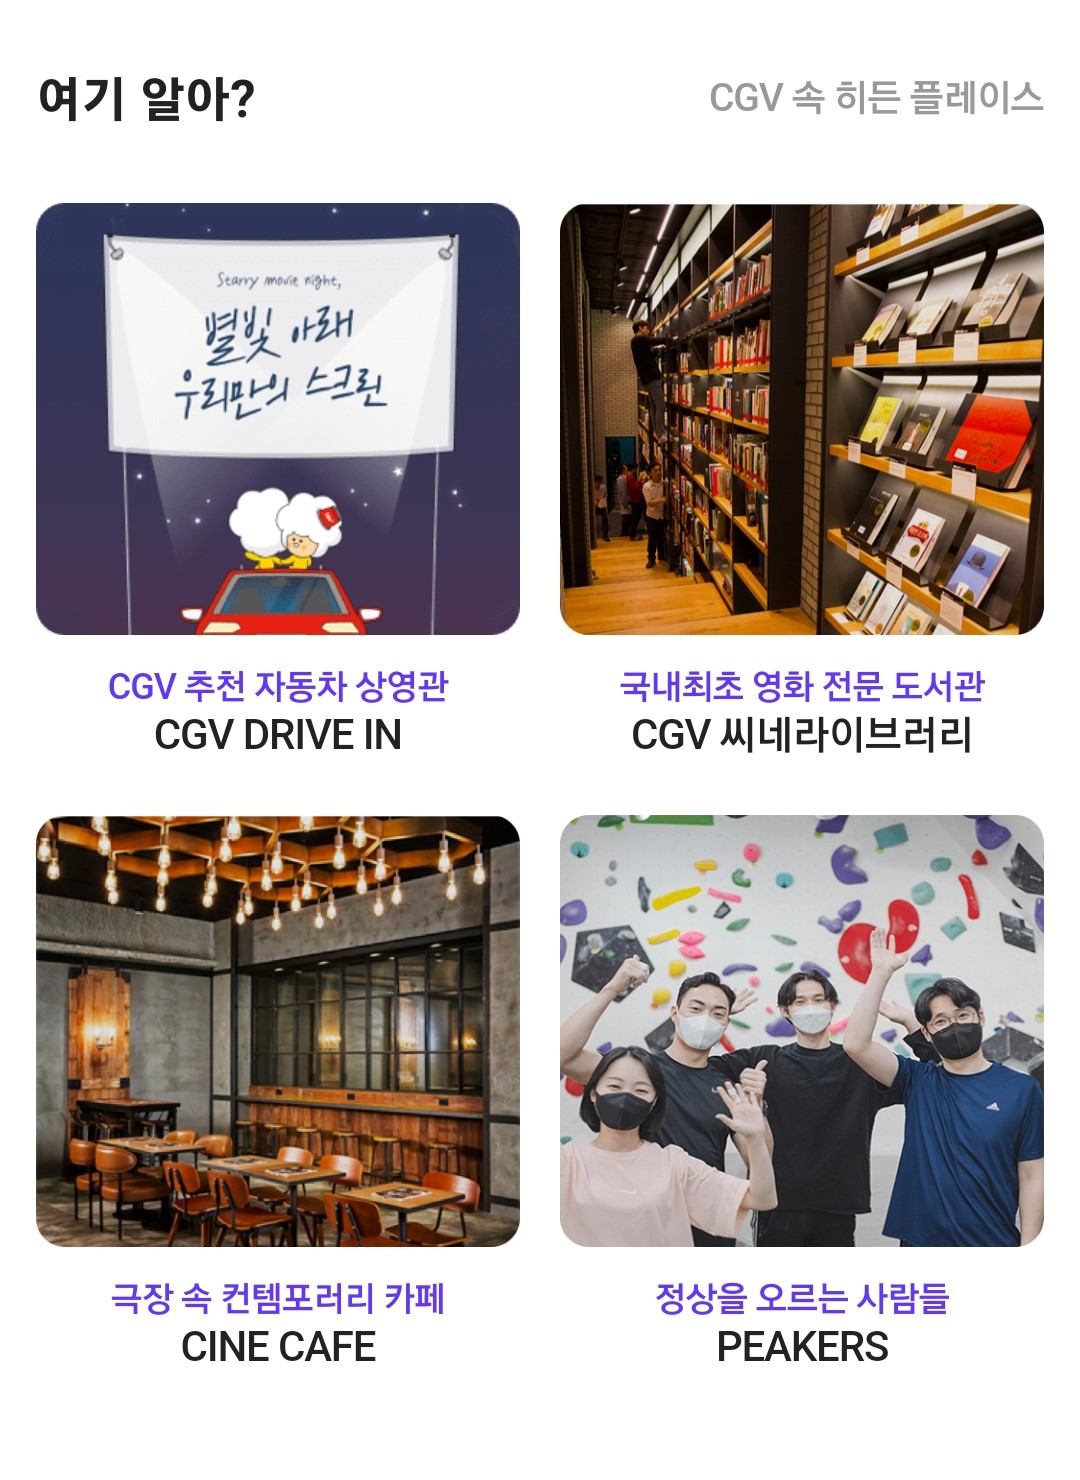 여기 알아?
CGV 속 히든 플레이스
Starry movie night,
별빛 아래
우리만의 스크린
CGV 추천 자동차 상영관
CGV DRIVE IN
국내최초 영화 전문 도서관
CGV 씨네라이브러리
극장 속 컨템포러리 카페
CINE CAFE
정상을 오르는 사람들
PEAKERS